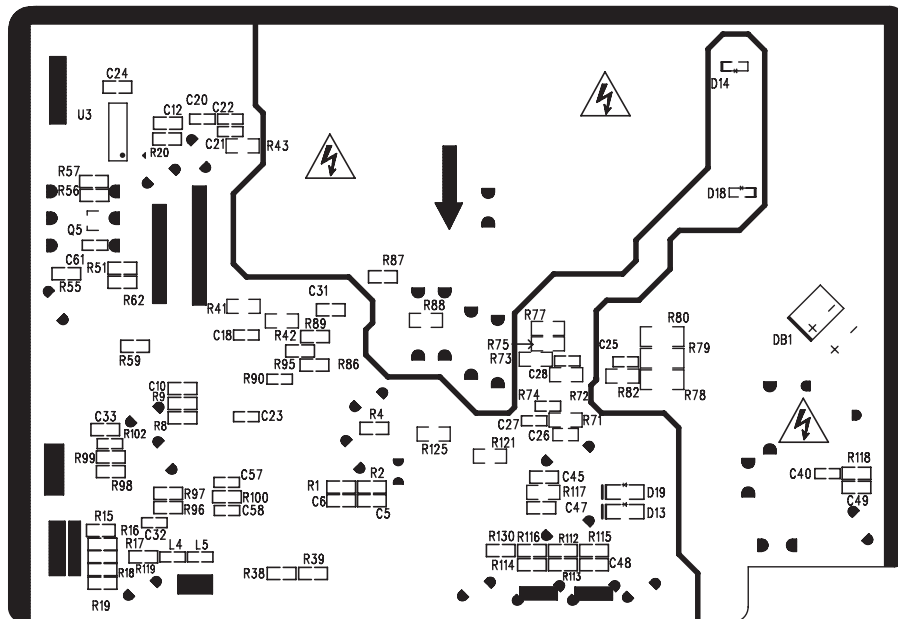 C24
U3
C12
C20
C22
R20
C21
R43
D14
R57
R56
D18
Q5
C61
R51
R55
R62
R87
R41
C31
R88
R77
R80
C18
R42
R89
R75
DB1
R59
R95
R73
C25
R79
R86
C28
R90
R82
R78
C10
R9
R8
C23
R74
R72
C33
R4
C27
R71
R102
R125
C26
R99
R121
R98
C57
R1
R2
C45
C40
R118
R97
R100
R117
D19
R96
C58
C6
C5
C47
D13
C49
R15
R16
C32
R17
L4
L5
R130
R116
R112
R115
R119
R18
R38
R39
R114
R113
C48
R19